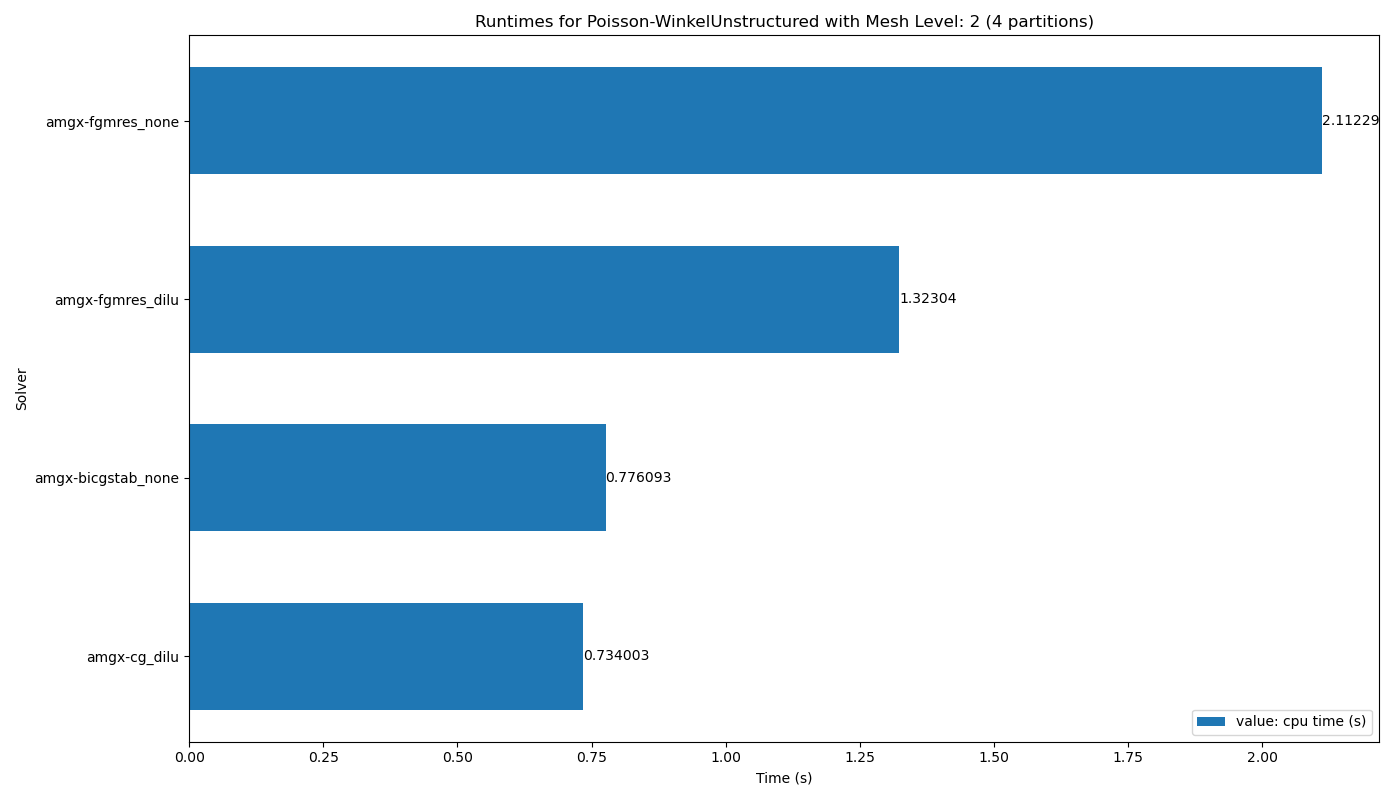 Runtimes for Poisson-WinkelUnstructured with Mesh Level: 2 (4 partitions)
amgx-fgmres_none
2.11229
amgx-fgmres_dilu
1.32304
Solver
amgx-bicgstab_none
0.776093
amgx-cg_dilu
0.734003
value: cpu time (s)
0.00 0.25 0.50 0.75 1.00 1.25 1.50 1.75 2.00
Time (s)